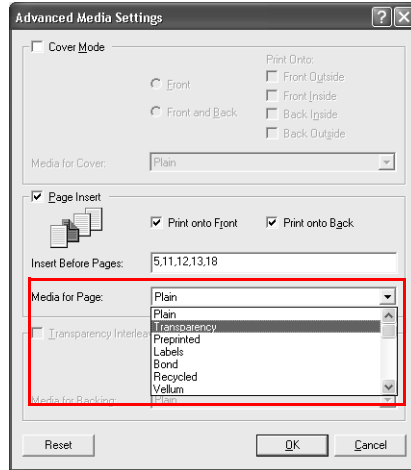 Advanced Media Settings
Cover Mode
Print Onto:
Front
Front Outside
Front Inside
Front and Back
Back Inside
Back Outside
Media for Cover:
Plain
Page Insert
Print onto Front
Print onto Back
Insert Before Pages:
5,11,12,13,18
Media for Page:
Plain
Plain
Transparency
Transparency Interlea
Preprinted
Labels
Bond
Recycled
Vellum
Media for Backing:
Plain
Reset
OK
Cancel